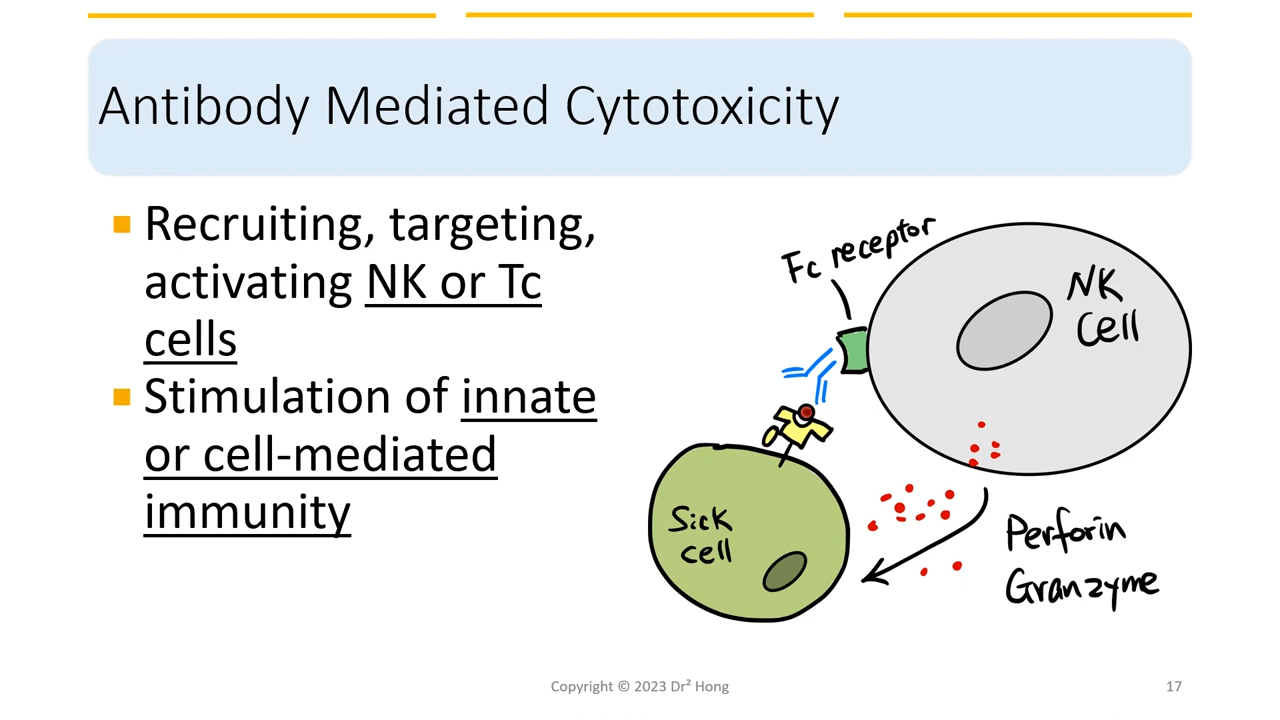 Antibody Mediated Cytotoxicity
Recruiting, targeting,
activating NK or Tc
cells
Stimulation of innate
or cell-mediated
immunity
Fc receptor
NK
Cell
Sick
cell
Perforin
Granzyme
Copyright © 2023 Dr² Hong
17